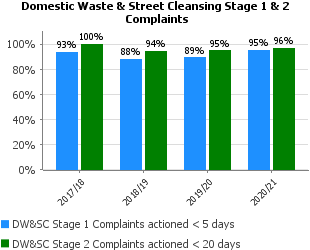 Domestic Waste & Street Cleansing Stage 1 & 2
Complaints
100%
80%
60%
40%
20%
0%
93% 100% 88% 94% 89% 95% 95% 96%
2017/18 2018/19 2019/20 2020/21
DW&SC Stage 1 Complaints actioned < 5 days
DW&SC Stage 2 Complaints actioned < 20 days